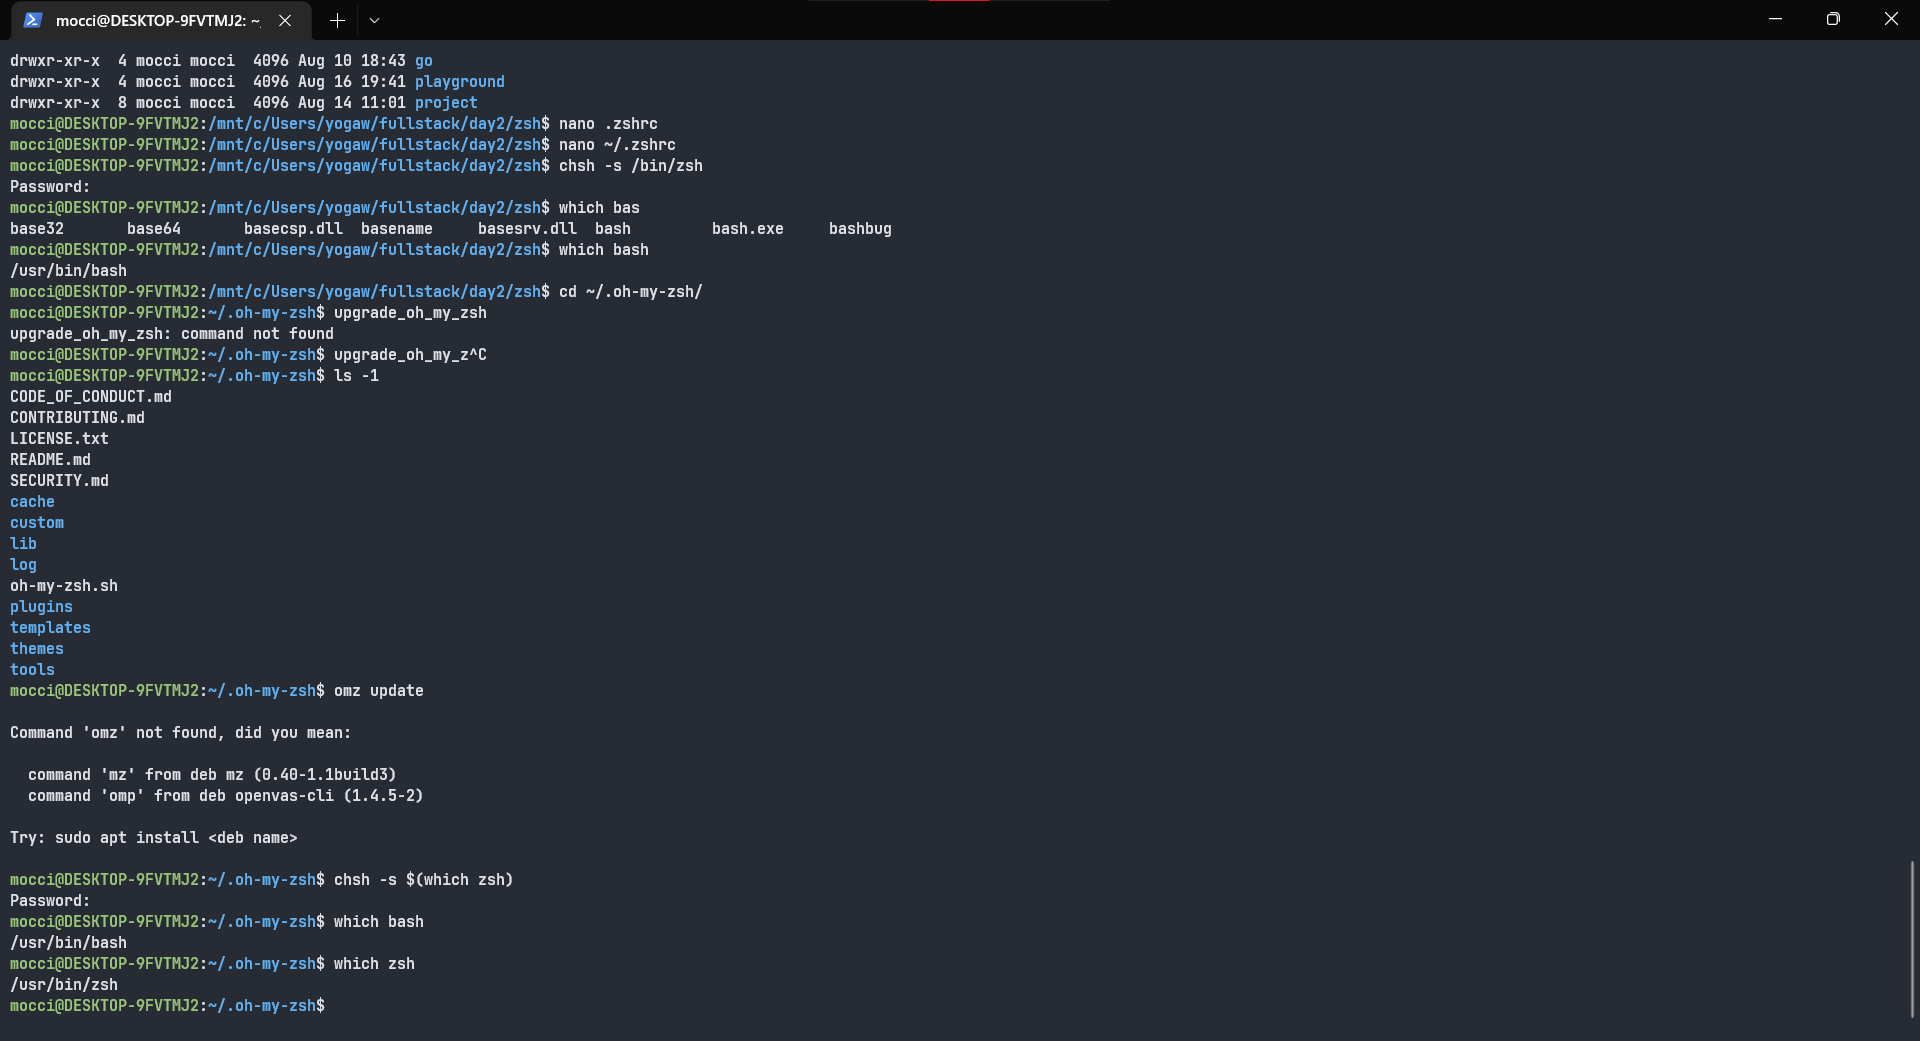 mocci@DESKTOP-9FVTMJ2: ~.
drwxr-xr-x  4 mocci mocci  4096 Aug 10 18:43 go
drwxr-xr-x  4 mocci mocci  4096 Aug 16 19:41 playground
drwxr-xr-x  8 mocci mocci  4096 Aug 14 11:01 project
mocci@DESKTOP-9FVTMJ2:/mnt/c/Users/yogaw/fullstack/day2/zsh$ nano .zshrc
mocci@DESKTOP-9FVTMJ2:/mnt/c/Users/yogaw/fullstack/day2/zsh$ nano ~/.zshrc
mocci@DESKTOP-9FVTMJ2:/mnt/c/Users/yogaw/fullstack/day2/zsh$ chsh -s /bin/zsh
Password:
mocci@DESKTOP-9FVTMJ2:/mnt/c/Users/yogaw/fullstack/day2/zsh$ which bas
base32       base64       basecsp.dll  basename     basesrv.dll  bash         bash.exe     bashbug
mocci@DESKTOP-9FVTMJ2:/mnt/c/Users/yogaw/fullstack/day2/zsh$ which bash
/usr/bin/bash
mocci@DESKTOP-9FVTMJ2:/mnt/c/Users/yogaw/fullstack/day2/zsh$ cd ~/.oh-my-zsh/
mocci@DESKTOP-9FVTMJ2:~/.oh-my-zsh$ upgrade_oh_my_zsh
upgrade_oh_my_zsh: command not found
mocci@DESKTOP-9FVTMJ2:~/.oh-my-zsh$ upgrade_oh_my_z^C
mocci@DESKTOP-9FVTMJ2:~/.oh-my-zsh$ ls -1
CODE_OF_CONDUCT.md
CONTRIBUTING.md
LICENSE.txt
README.md
SECURITY.md
cache
custom
lib
log
oh-my-zsh.sh
plugins
templates
themes
tools
mocci@DESKTOP-9FVTMJ2:~/.oh-my-zsh$ omz update

Command 'omz' not found, did you mean:

  command 'mz' from deb mz (0.40-1.1build3)
  command 'omp' from deb openvas-cli (1.4.5-2)

Try: sudo apt install <deb name>

mocci@DESKTOP-9FVTMJ2:~/.oh-my-zsh$ chsh -s $(which zsh)
Password:
mocci@DESKTOP-9FVTMJ2:~/.oh-my-zsh$ which bash
/usr/bin/bash
mocci@DESKTOP-9FVTMJ2:~/.oh-my-zsh$ which zsh
/usr/bin/zsh
mocci@DESKTOP-9FVTMJ2:~/.oh-my-zsh$